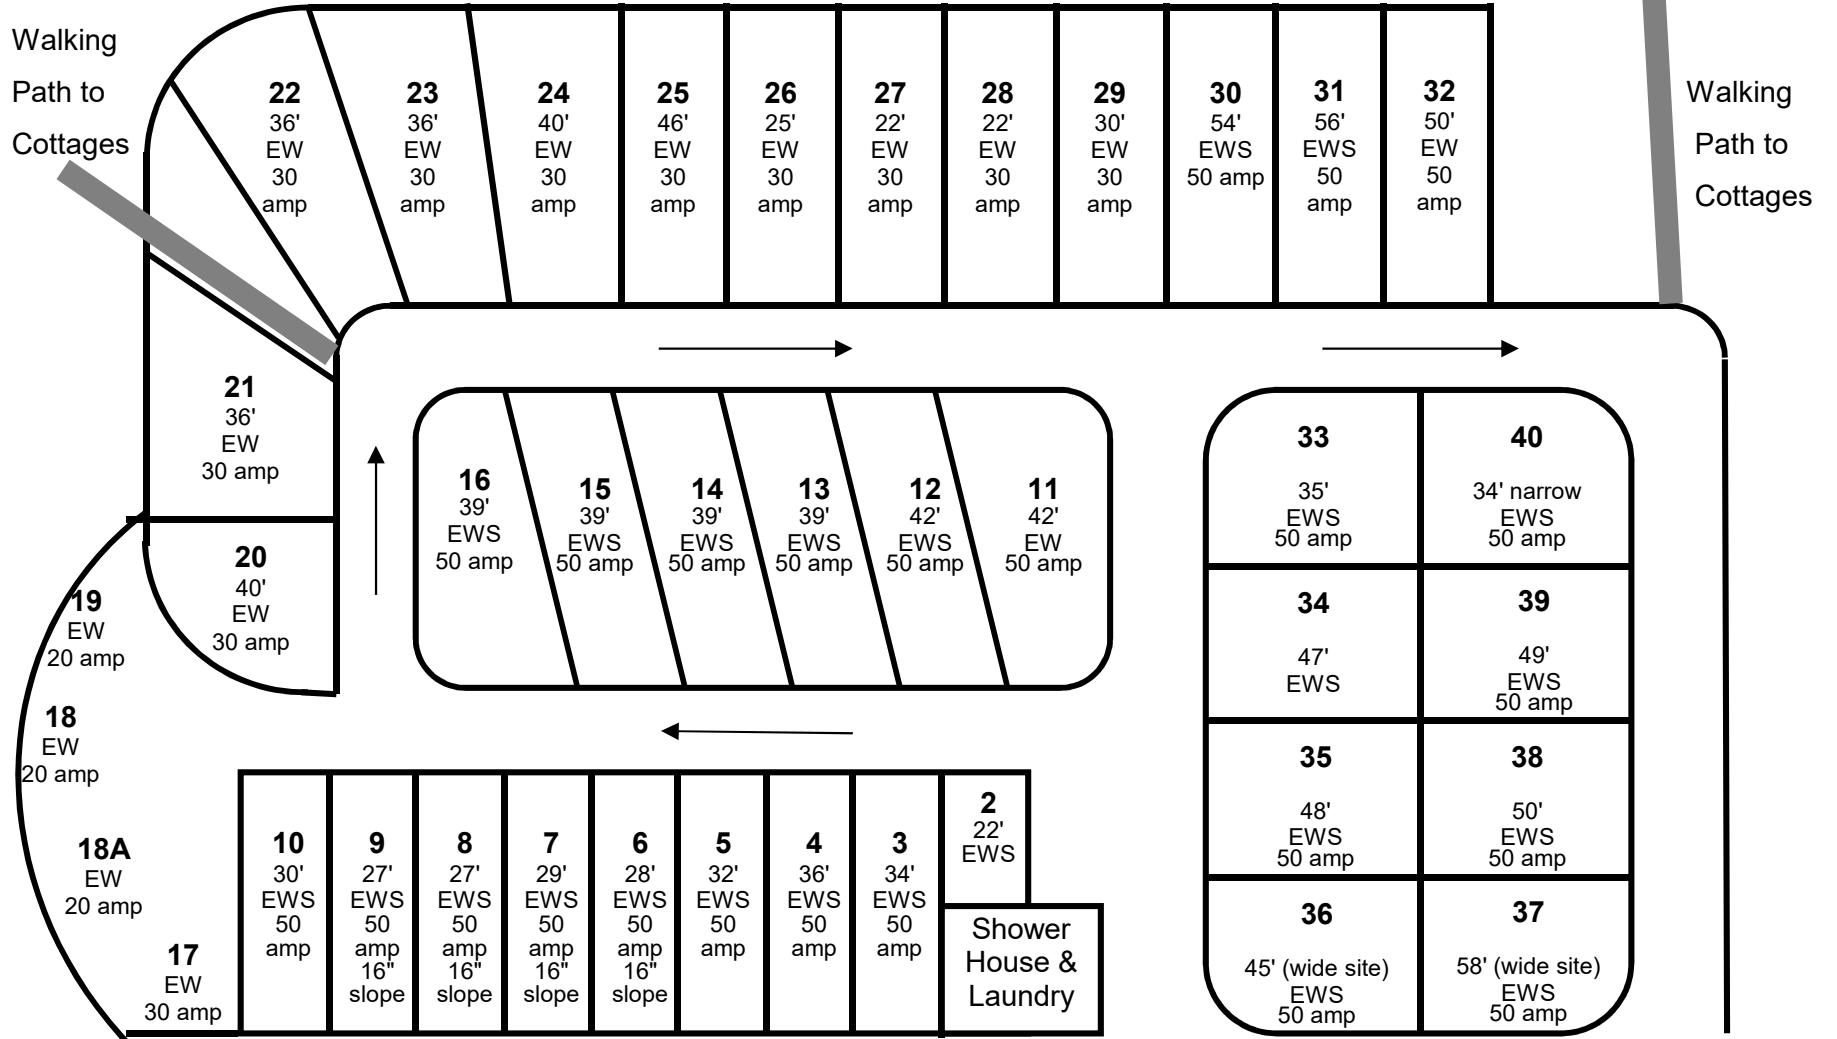 Walking
Path to
Cottages
22
36'
EW
30
amp
23
36'
EW
30
amp
24
40'
EW
30
amp
25
46'
EW
30
amp
26
25'
EW
30
amp
27
22'
EW
30
amp
28
22'
EW
30
amp
29
30'
EW
30
amp
30
54'
EWS
50 amp
31
56'
EWS
50
amp
32
50'
EW
50
amp
Walking
Path to
Cottages
21
36'
EW
30 amp
20
40'
EW
30 amp
19
EW
20 amp
18
EW
20 amp
18A
EW
20 amp
17
EW
30 amp
16
39'
EWS
50 amp
15
39'
EWS
50 amp
14
39'
EWS
50 amp
13
39'
EWS
50 amp
12
42'
EWS
50 amp
11
42'
EW
50 amp
33
35'
EWS
50 amp
40
34' narrow
EWS
50 amp
34
47'
EWS
39
49'
EWS
50 amp
35
48'
EWS
50 amp
38
50'
EWS
50 amp
36
45' (wide site)
EWS
50 amp
37
58' (wide site)
EWS
50 amp
10
30'
EWS
50
amp
9
27'
EWS
50
amp
16"
slope
8
27'
EWS
50
amp
16"
slope
7
29'
EWS
50
amp
16"
slope
6
28'
EWS
50
amp
16"
slope
5
32'
EWS
50
amp
4
36'
EWS
50
amp
3
34'
EWS
50
amp
2
22'
EWS
Shower
House &
Laundry